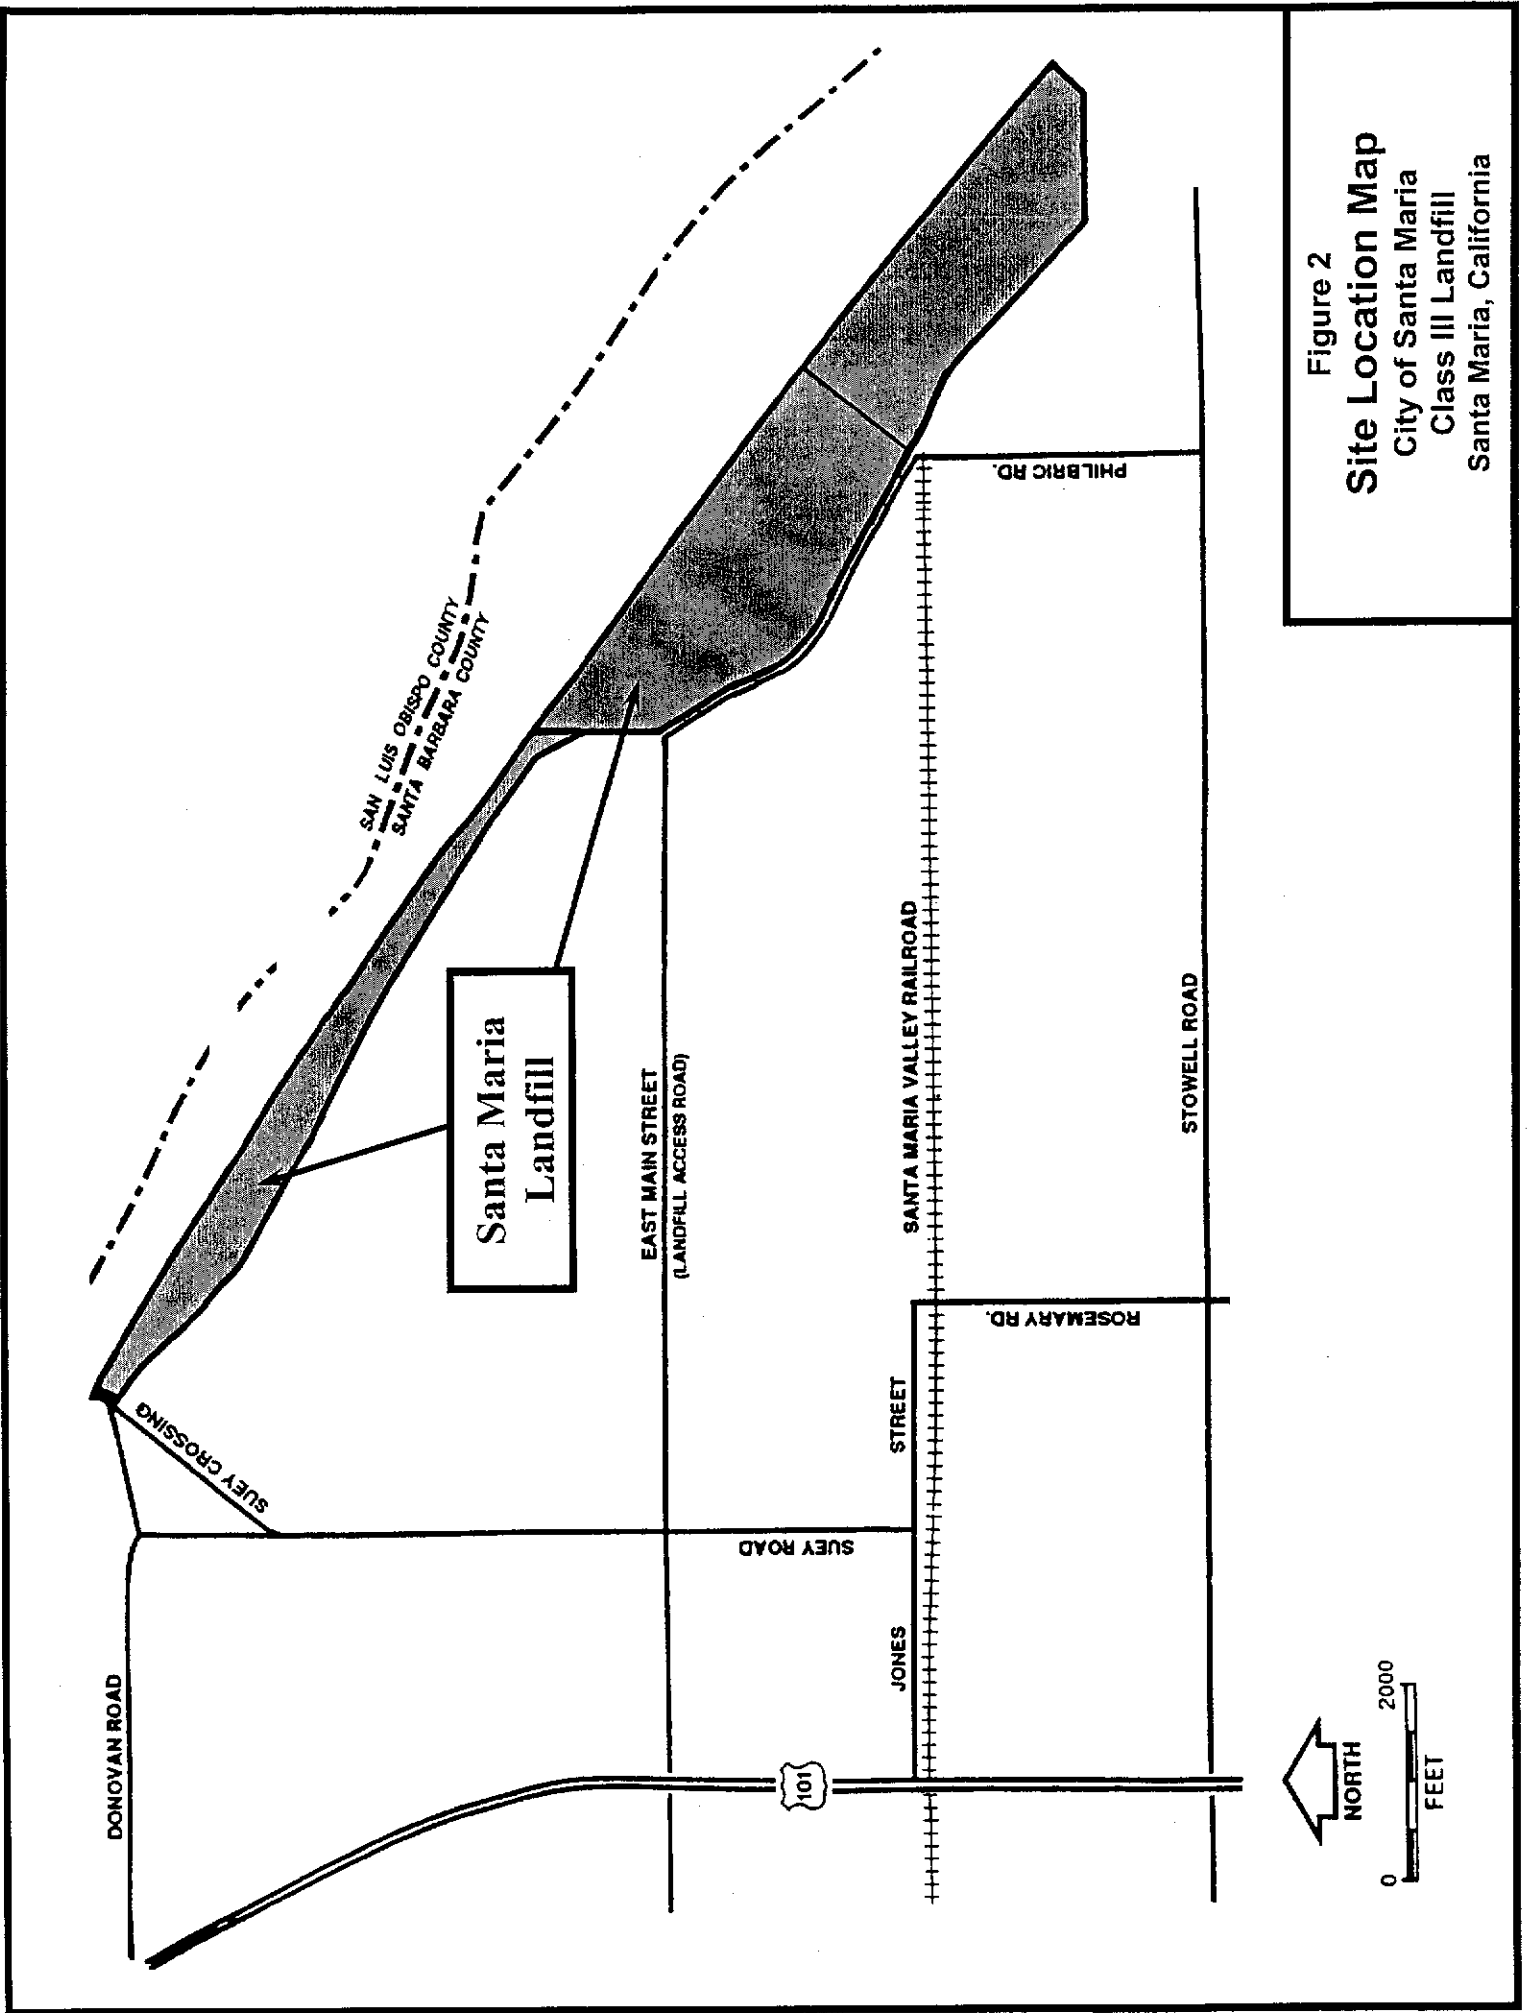 SAN LUIS OBISPO COUNTY
SANTA BARBARA COUNTY
DONOVAN ROAD
SUEY CROSSING
Santa Maria
Landfill
EAST MAIN STREET
(LANDFILL ACCESS ROAD)
SUEY ROAD
101
JONES STREET
SANTA MARIA VALLEY RAILROAD
PHILBRIC RD.
ROSEMARY RD.
STOWELL ROAD
NORTH
0 2000
FEET
Figure 2
Site Location Map
City of Santa Maria
Class III Landfill
Santa Maria, California